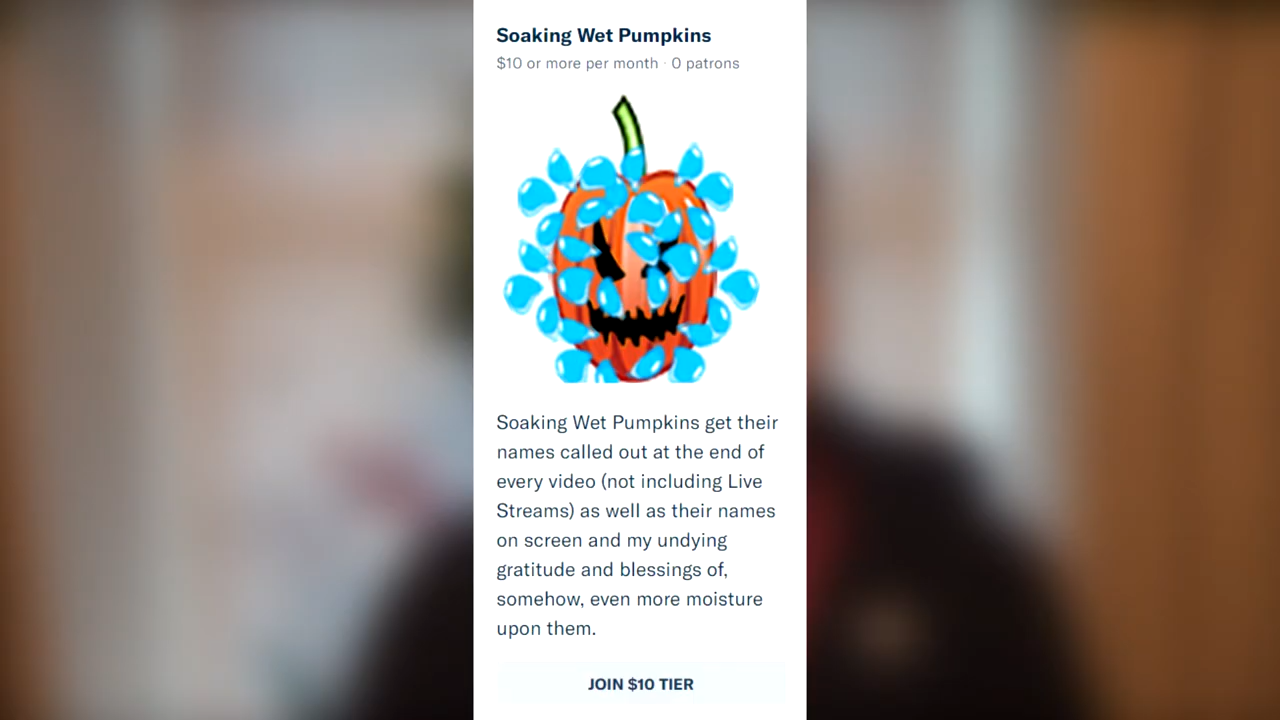 Soaking Wet Pumpkins
$10 or more per month · 0 patrons
Soaking Wet Pumpkins get their
names called out at the end of
every video (not including Live
Streams) as well as their names
on screen and my undying
gratitude and blessings of,
somehow, even more moisture
upon them.
JOIN $10 TIER